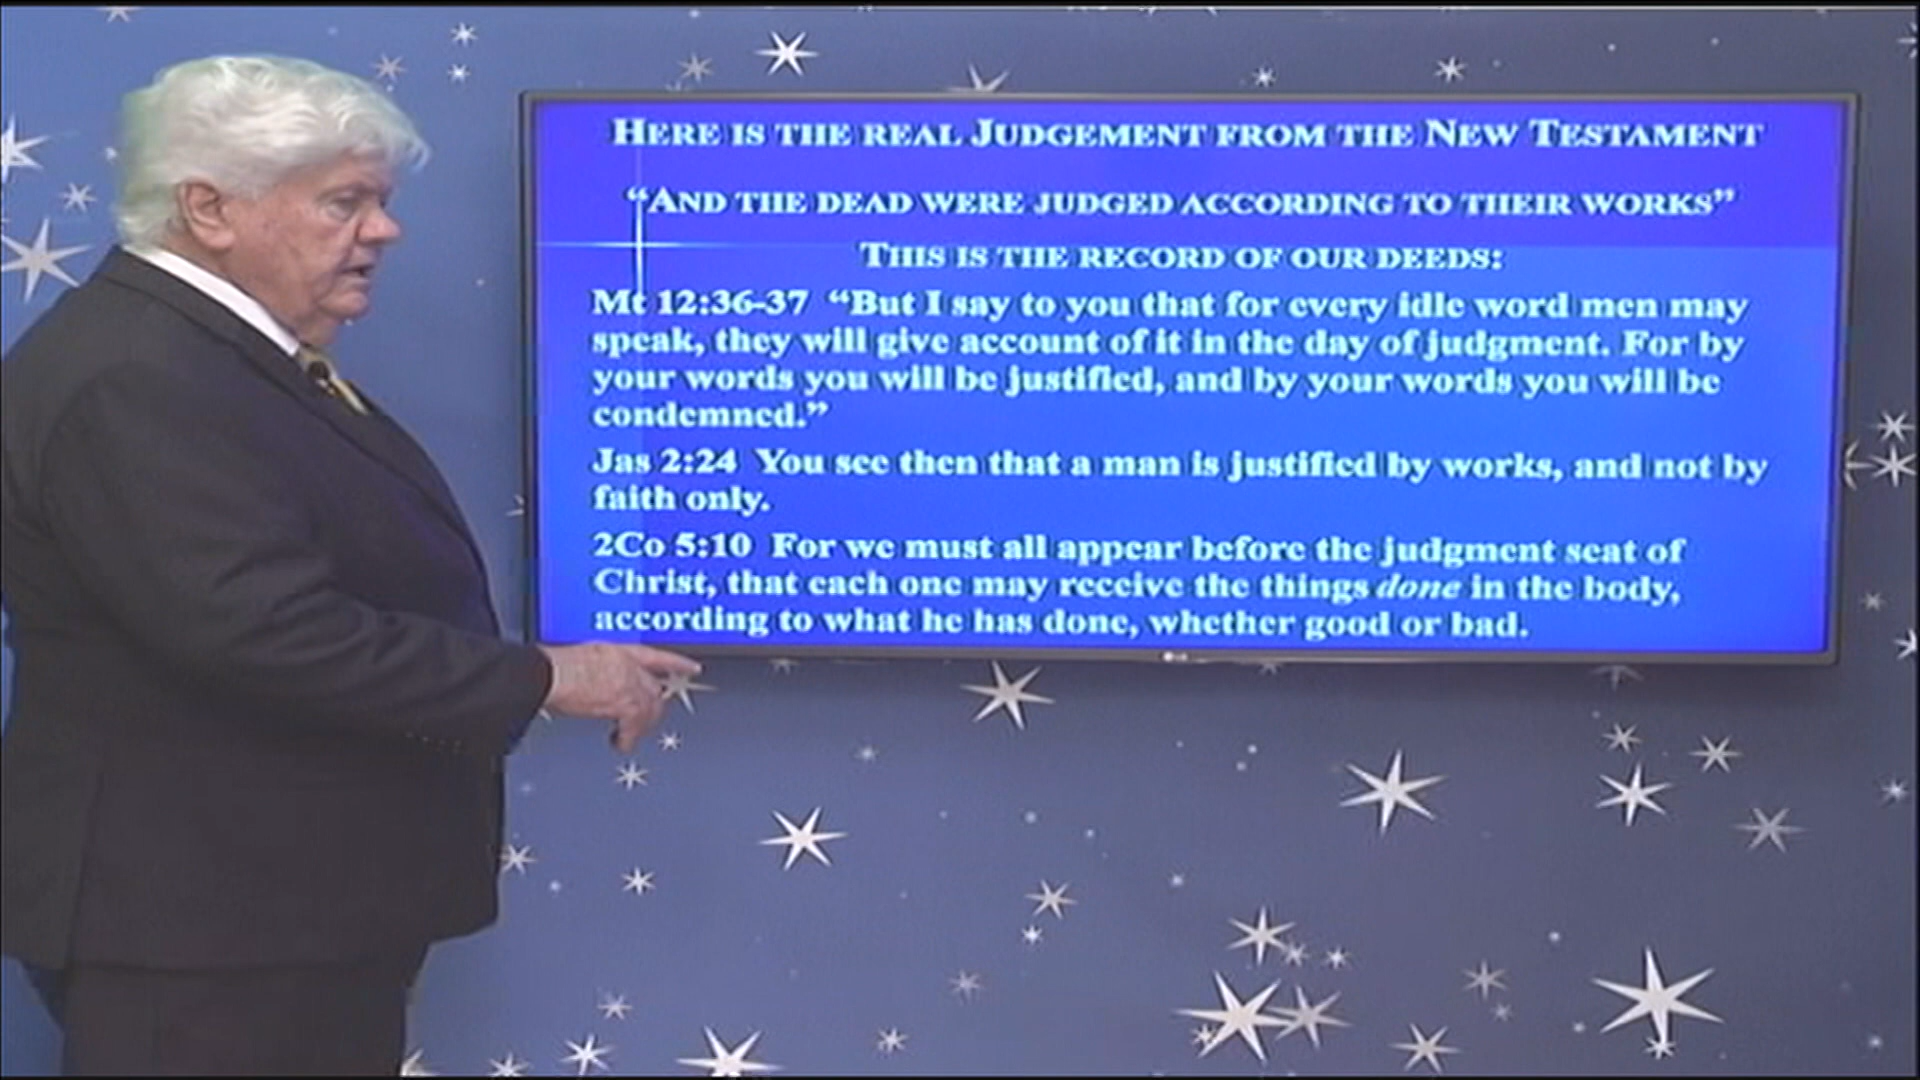 HERE IS THE REAL JUDGEMENT FROM THE NEW TESTAMENT
“AND THE DEAD WERE JUDGED ACCORDING TO THEIR WORKS”
THIS IS THE RECORD OF OUR DEEDS:
Mt 12:36-37 “But I say to you that for every idle word men may
speak, they will give account of it in the day of judgment. For by
your words you will be justified, and by your words you will be
condemned.”
Jas 2:24 You see then that a man is justified by works, and not by
faith only.
2Co 5:10 For we must all appear before the judgment seat of
Christ, that each one may receive the things done in the body,
according to what he has done, whether good or bad.
LG